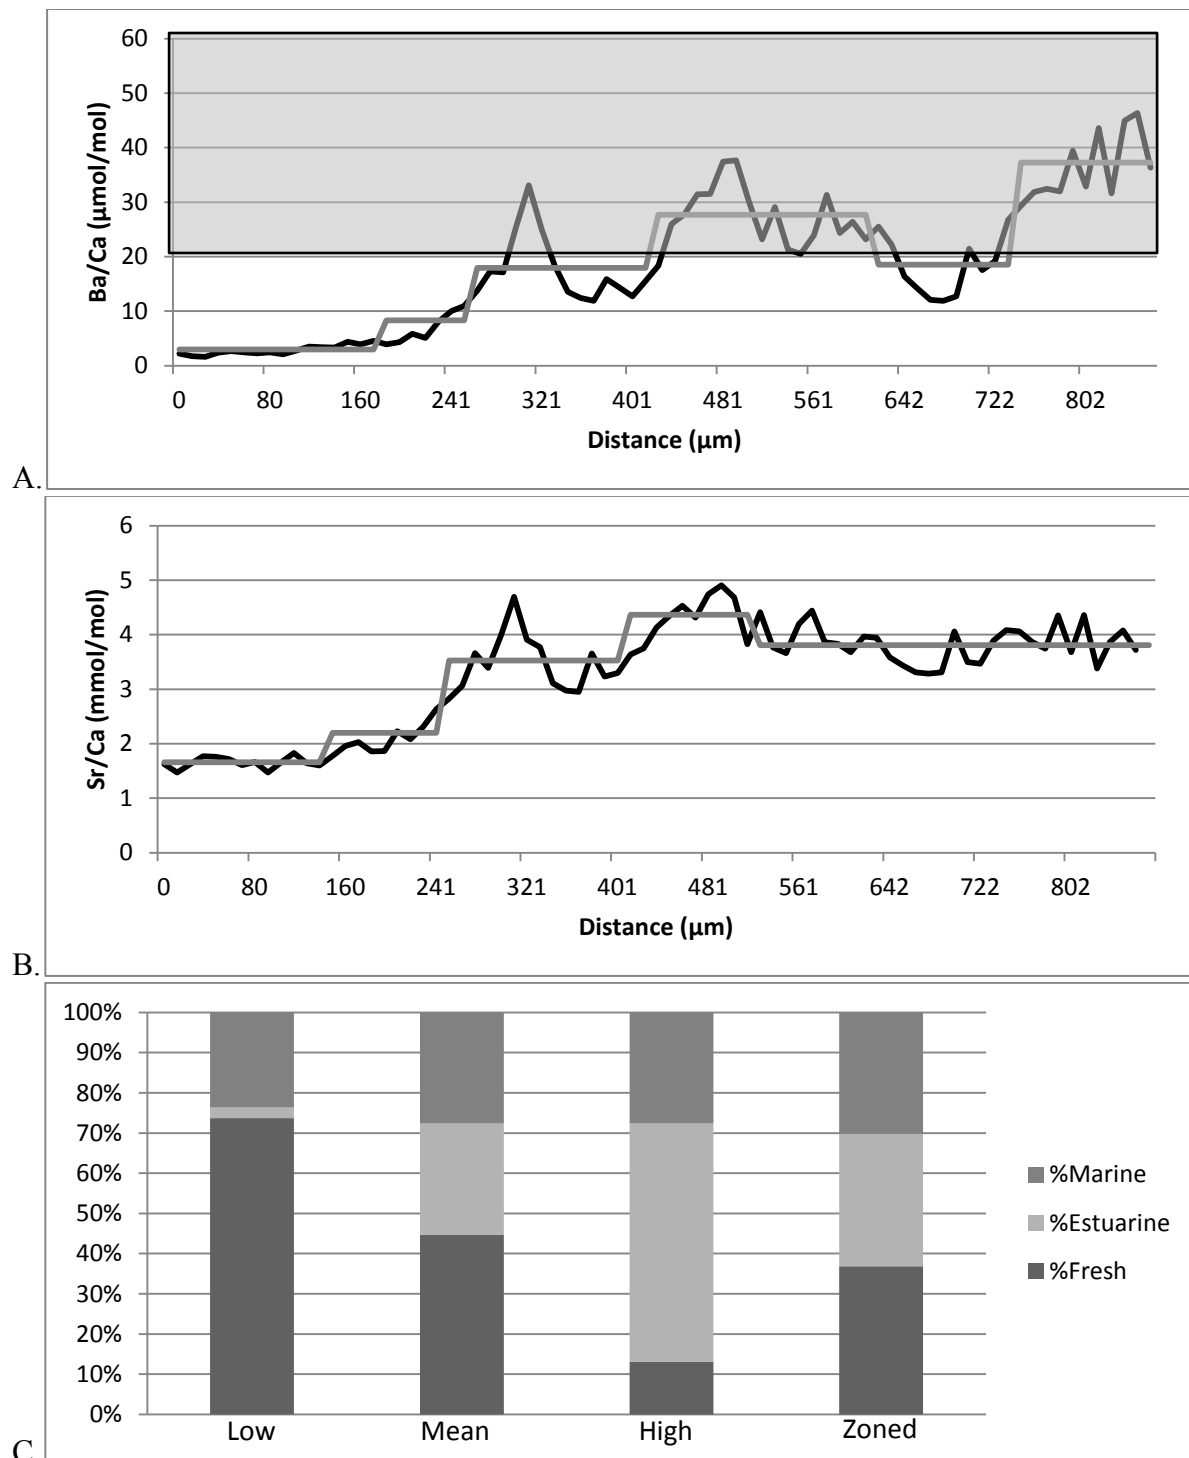 60
50
40
30
20
10
0
Ba/Ca (µmol/mol)
0 80 160 241 321 401 481 561 642 722 802
Distance (µm)
A.
6
5
4
3
2
1
0
Sr/Ca (mmol/mol)
0 80 160 241 321 401 481 561 642 722 802
Distance (µm)
B.
100%
90%
80%
70%
60%
50%
40%
30%
20%
10%
0%
Low Mean High Zoned
%Marine
%Estuarine
%Fresh
C